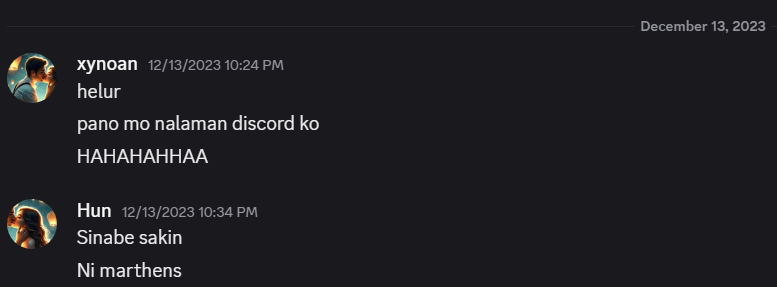 December 13, 2023
xynoan 12/13/2023 10:24 PM
helur
pano mo nalaman discord ko
HAHAHAHHAA
Hun 12/13/2023 10:34 PM
Sinabe sakin
Ni marthens